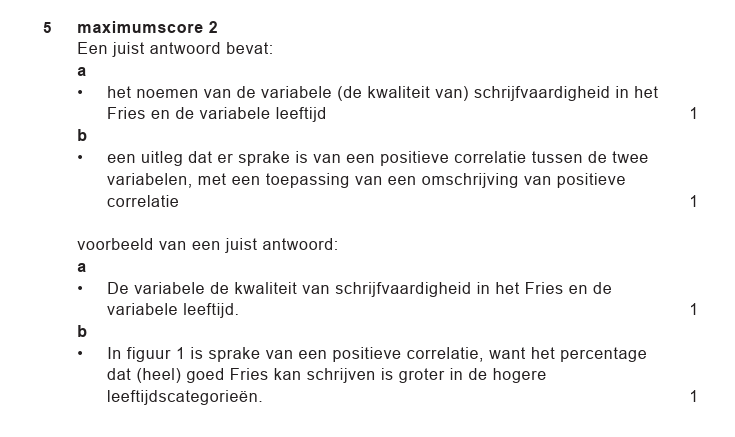 5 maximumscore 2
Een juist antwoord bevat:
a
• het noemen van de variabele (de kwaliteit van) schrijfvaardigheid in het
Fries en de variabele leeftijd 1
b
• een uitleg dat er sprake is van een positieve correlatie tussen de twee
variabelen, met een toepassing van een omschrijving van positieve
correlatie 1
voorbeeld van een juist antwoord:
a
• De variabele de kwaliteit van schrijfvaardigheid in het Fries en de
variabele leeftijd. 1
b
• In figuur 1 is sprake van een positieve correlatie, want het percentage
dat (heel) goed Fries kan schrijven is groter in de hogere
leeftijdscategorieën. 1